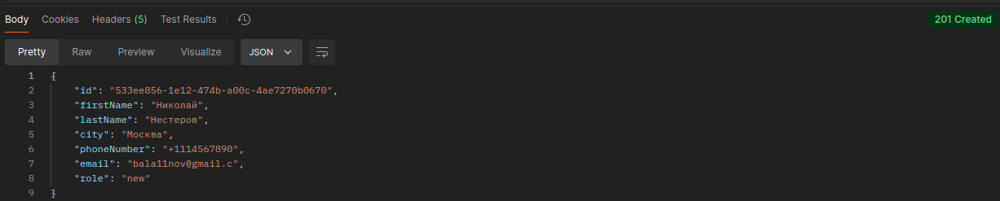 Body Cookies Headers (5) Test Results 201 Created
Pretty Raw Preview Visualize JSON
1 {
2 "id": "533ee856-1e12-474b-a00c-4ae7270b0670",
3 "firstName": "Николай",
4 "lastName": "Нестеров",
5 "city": "Москва",
6 "phoneNumber": "+1114567890",
7 "email": "bala11nov@gmail.c",
8 "role": "new"
9 }